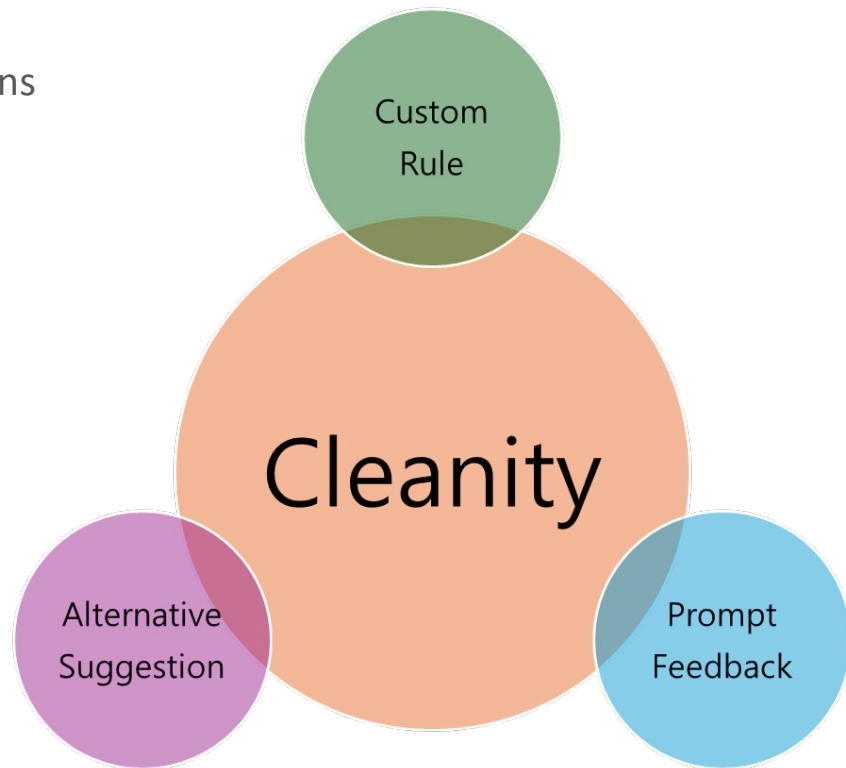 ns
Custom
Rule
Cleanity
Alternative
Suggestion
Prompt
Feedback